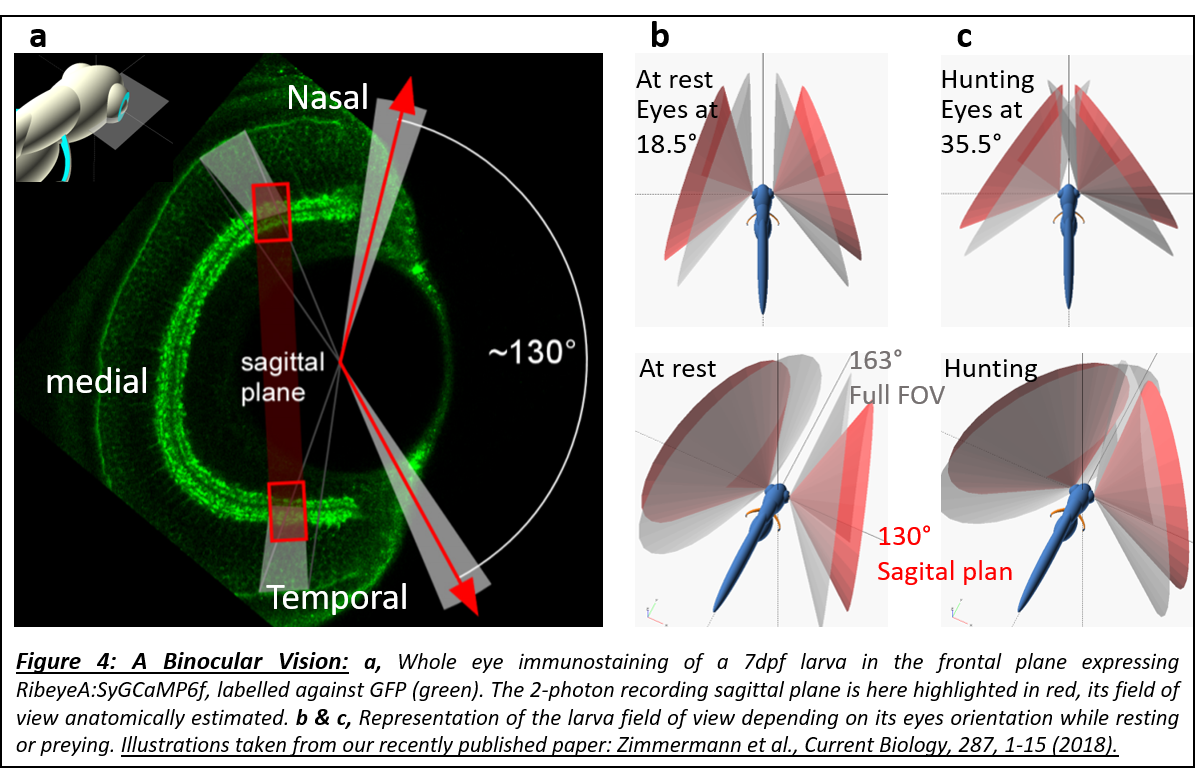 a
b
c
Nasal
~130°
sagittal
plane
medial
Temporal
At rest
Eyes at
18.5°
Hunting
Eyes at
35.5°
At rest
163°
Full FOV
Hunting
130°
Sagital plan
Figure 4: A Binocular Vision: a, Whole eye immunostaining of a 7dpf larva in the frontal plane expressing
RibeyeA:SyGCaMP6f, labelled against GFP (green). The 2-photon recording sagittal plane is here highlighted in red, its field of
view anatomically estimated. b & c, Representation of the larva field of view depending on its eyes orientation while resting
or preying. Illustrations taken from our recently published paper: Zimmermann et al., Current Biology, 287, 1-15 (2018).